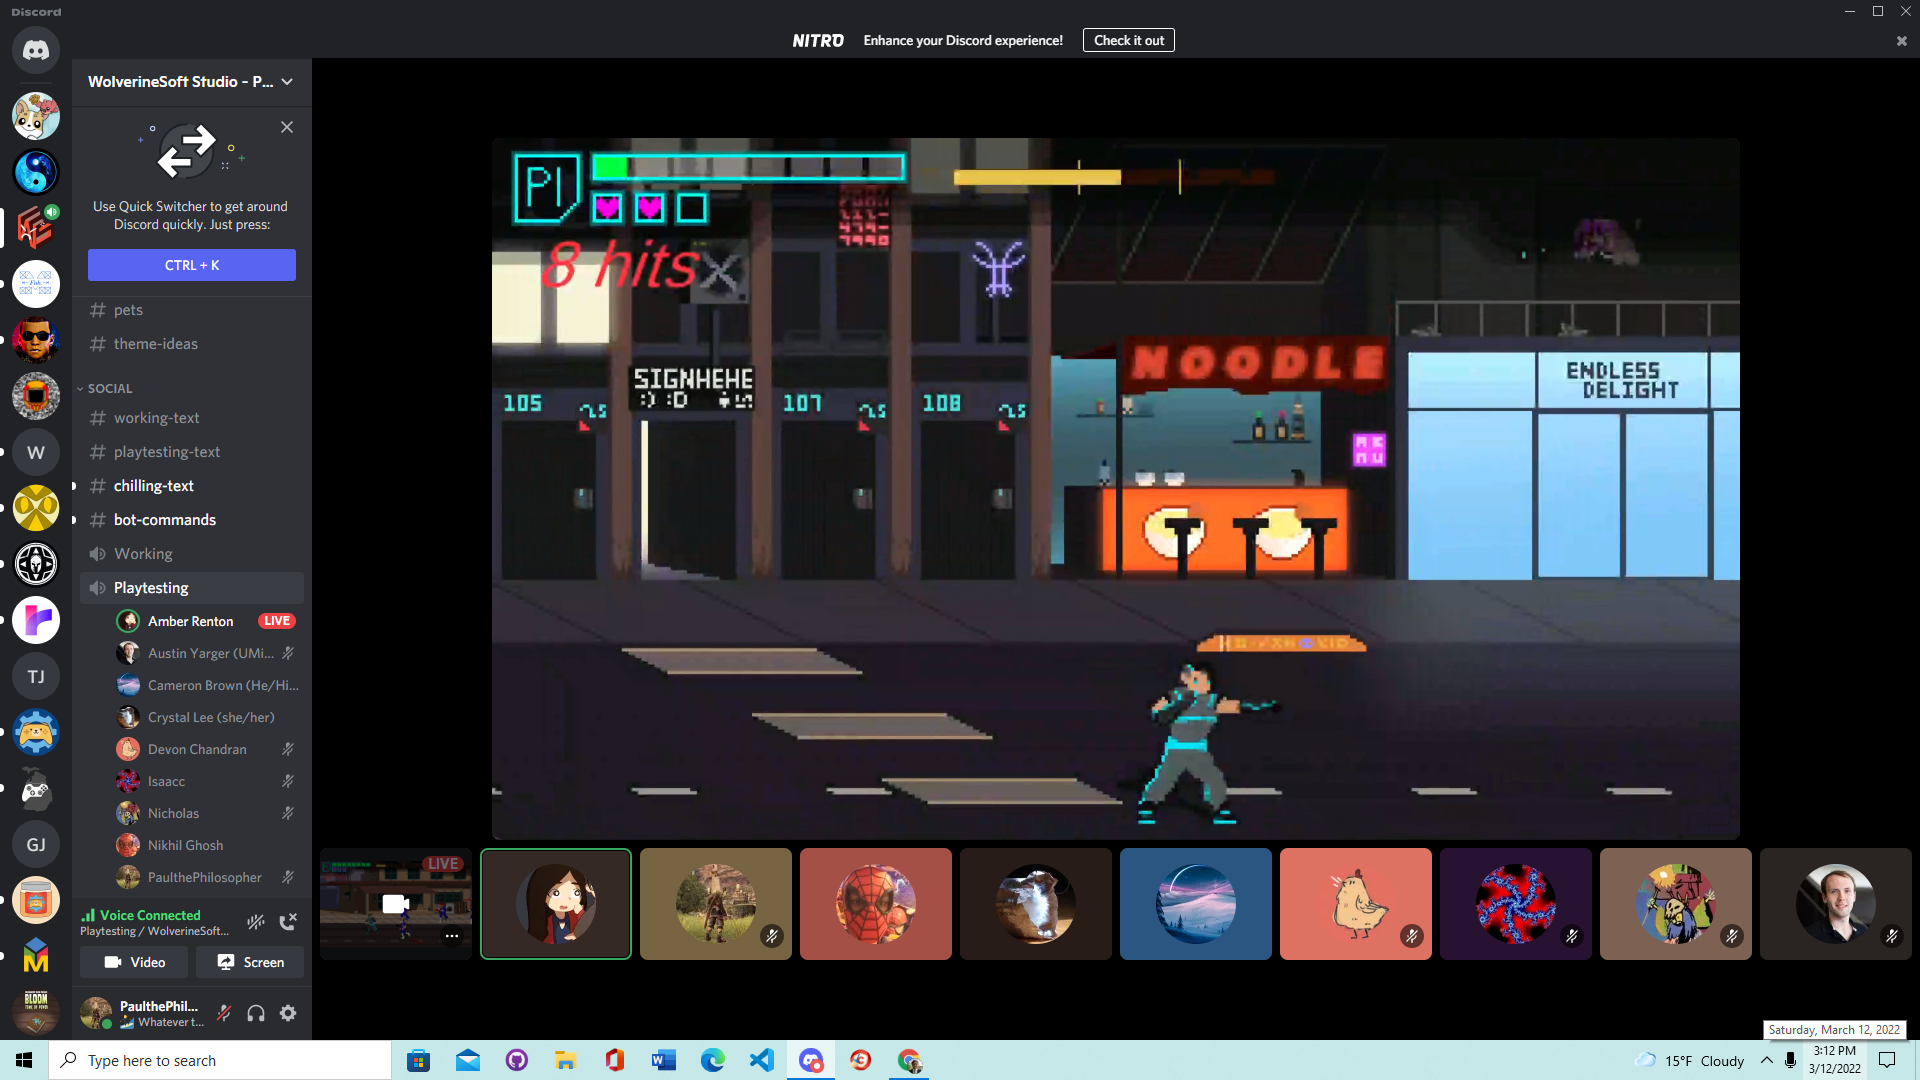 Discord
NITRO Enhance your Discord experience! Check it out
WolverineSoft Studio - P...
Use Quick Switcher to get around
Discord quickly. Just press:
CTRL + K
pets
theme-ideas
SOCIAL
working-text
playtesting-text
chilling-text
bot-commands
Working
Playtesting
Amber Renton LIVE
Austin Yarger (UMi...
Cameron Brown (He/Hi...
Crystal Lee (she/her)
Devon Chandran
Isaacc
Nicholas
Nikhil Ghosh
PaulthePhilosopher
Voice Connected
Playtesting / WolverineSoft...
Video Screen
PaulthePhil...
Whatever t...
W
TJ
GJ
BLOOM
P1
8 hits
SIGNHEHE
:) :D
105
107
108
NOODLE
MENU
ENDLESS
DELIGHT
LIVE
Type here to search
Saturday, March 12, 2022
15°F Cloudy
3:12 PM
3/12/2022